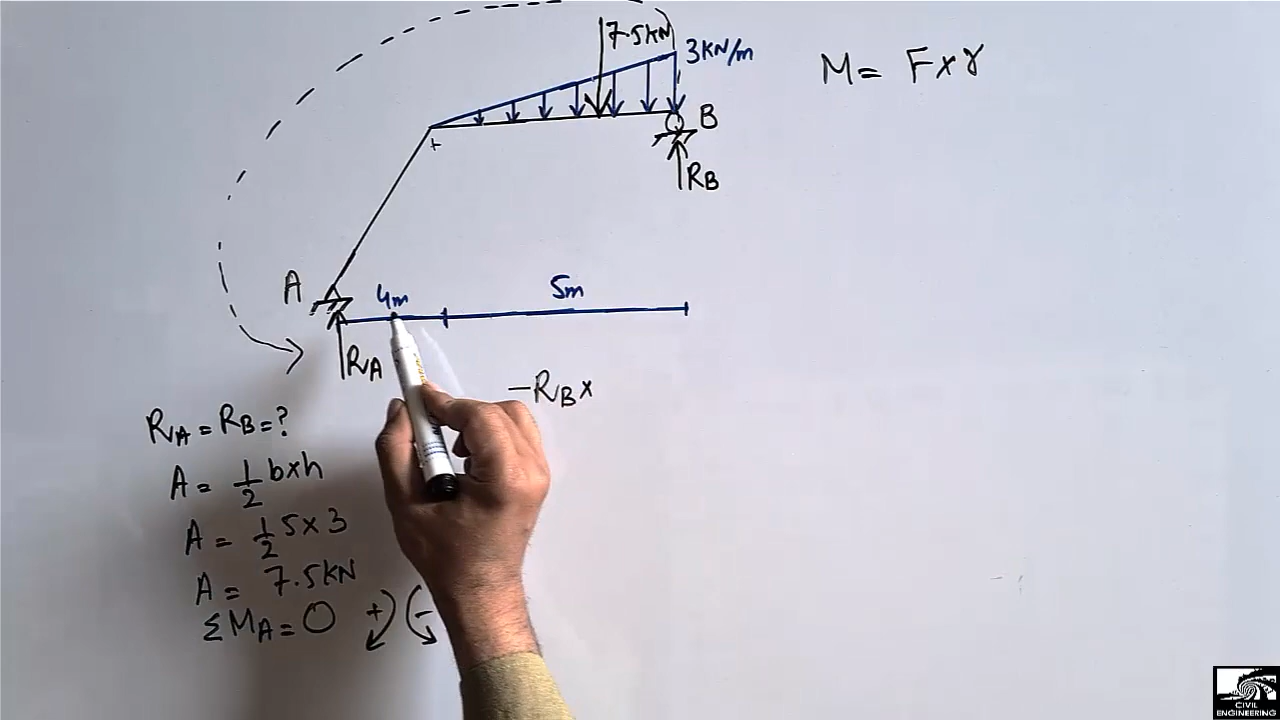 7.5KN
3KN/m
M= F×r
+
B
RB
A
4m
5m
RA
-RB×
RA=RB=?
A = 1/2 b×h
A = 1/2 5×3
A = 7.5KN
ΣMA=0 + -
CIVIL
ENGINEERING